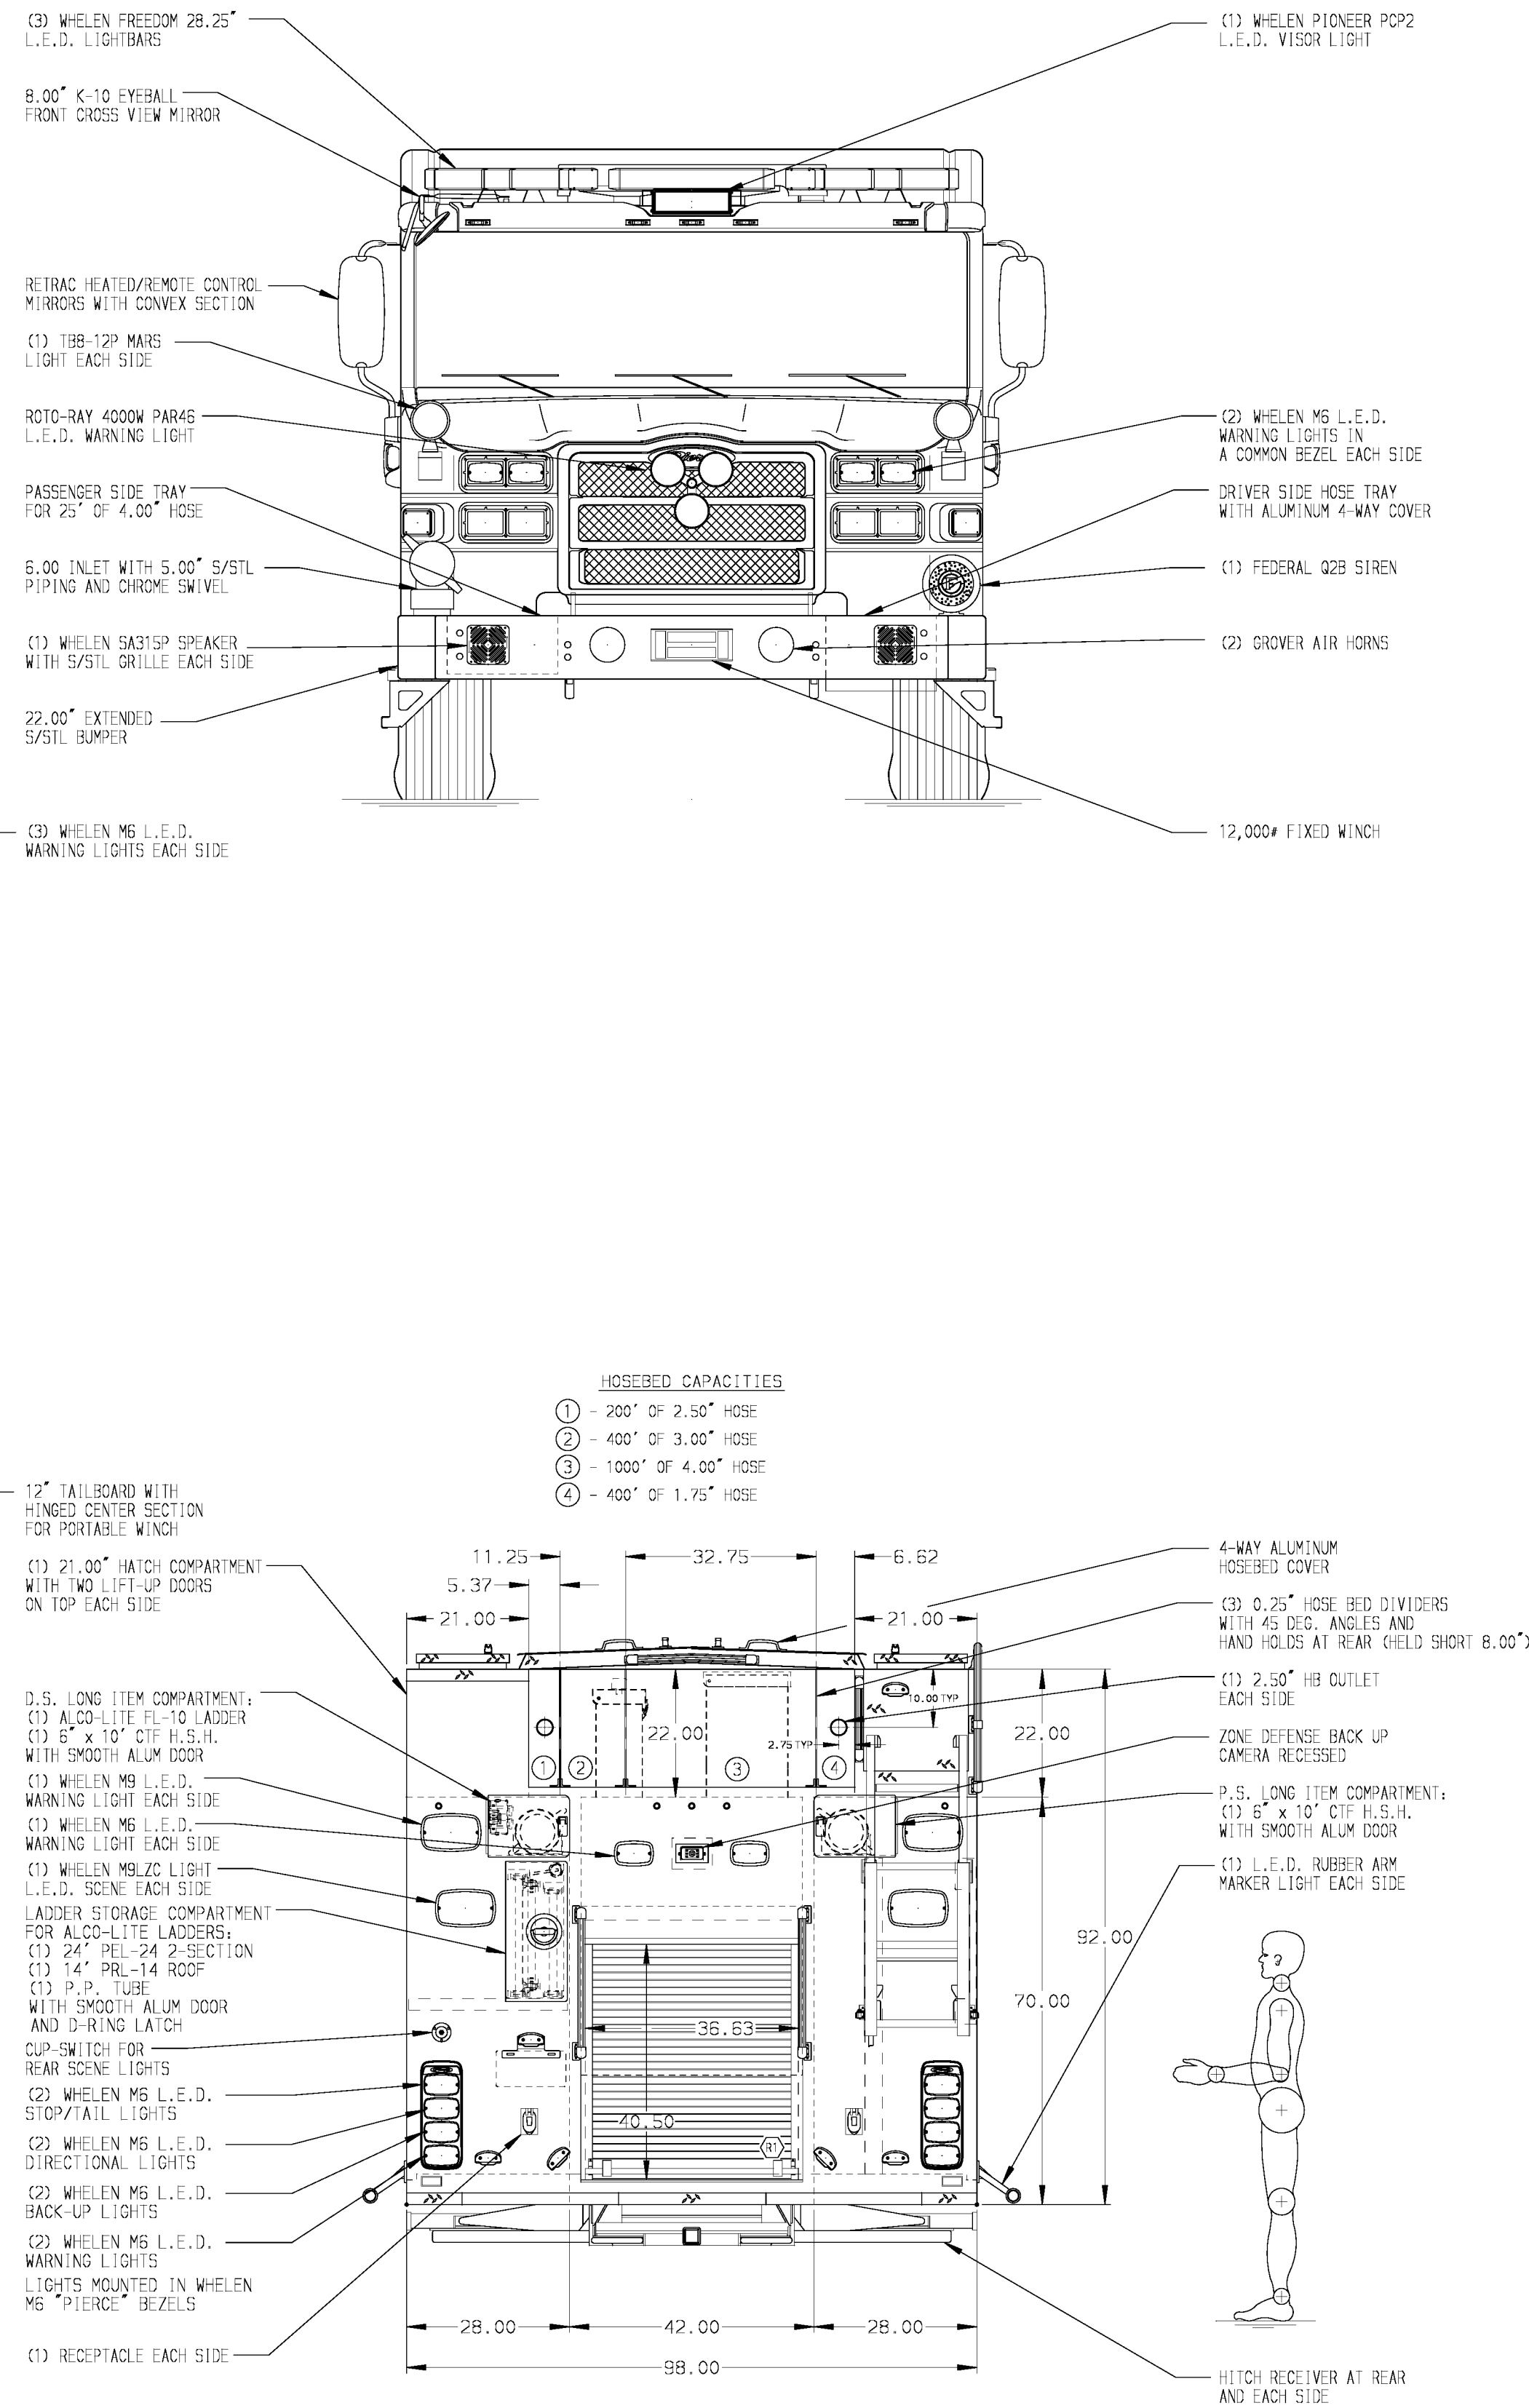 (3) WHELEN FREEDOM 28.25"
L.E.D. LIGHTBARS
(1) WHELEN PIONEER PCP2
L.E.D. VISOR LIGHT
8.00" K-10 EYEBALL
FRONT CROSS VIEW MIRROR
RETRAC HEATED/REMOTE CONTROL
MIRRORS WITH CONVEX SECTION
(1) TB8-12P MARS
LIGHT EACH SIDE
ROTO-RAY 4000W PAR46
L.E.D. WARNING LIGHT
(2) WHELEN M6 L.E.D.
WARNING LIGHTS IN
A COMMON BEZEL EACH SIDE
PASSENGER SIDE TRAY
FOR 25' OF 4.00" HOSE
DRIVER SIDE HOSE TRAY
WITH ALUMINUM 4-WAY COVER
6.00 INLET WITH 5.00" S/STL
PIPING AND CHROME SWIVEL
(1) FEDERAL Q2B SIREN
(1) WHELEN SA315P SPEAKER
WITH S/STL GRILLE EACH SIDE
(2) GROVER AIR HORNS
22.00" EXTENDED
S/STL BUMPER
(3) WHELEN M6 L.E.D.
WARNING LIGHTS EACH SIDE
12,000# FIXED WINCH
HOSEBED CAPACITIES
1 - 200' OF 2.50" HOSE
2 - 400' OF 3.00" HOSE
3 - 1000' OF 4.00" HOSE
4 - 400' OF 1.75" HOSE
12" TAILBOARD WITH
HINGED CENTER SECTION
FOR PORTABLE WINCH
(1) 21.00" HATCH COMPARTMENT
WITH TWO LIFT-UP DOORS
ON TOP EACH SIDE
11.25
32.75
6.62
5.37
21.00
21.00
4-WAY ALUMINUM
HOSEBED COVER
(3) 0.25" HOSE BED DIVIDERS
WITH 45 DEG. ANGLES AND
HAND HOLDS AT REAR (HELD SHORT 8.00")
(1) 2.50" HB OUTLET
EACH SIDE
ZONE DEFENSE BACK UP
CAMERA RECESSED
P.S. LONG ITEM COMPARTMENT:
(1) 6" x 10' CTF H.S.H.
WITH SMOOTH ALUM DOOR
(1) L.E.D. RUBBER ARM
MARKER LIGHT EACH SIDE
D.S. LONG ITEM COMPARTMENT:
(1) ALCO-LITE FL-10 LADDER
(1) 6" x 10' CTF H.S.H.
WITH SMOOTH ALUM DOOR
(1) WHELEN M9 L.E.D.
WARNING LIGHT EACH SIDE
(1) WHELEN M6 L.E.D.
WARNING LIGHT EACH SIDE
(1) WHELEN M9LZC LIGHT
L.E.D. SCENE EACH SIDE
LADDER STORAGE COMPARTMENT
FOR ALCO-LITE LADDERS:
(1) 24' PEL-24 2-SECTION
(1) 14' PRL-14 ROOF
(1) P.P. TUBE
WITH SMOOTH ALUM DOOR
AND D-RING LATCH
CUP-SWITCH FOR
REAR SCENE LIGHTS
(2) WHELEN M6 L.E.D.
STOP/TAIL LIGHTS
(2) WHELEN M6 L.E.D.
DIRECTIONAL LIGHTS
(2) WHELEN M6 L.E.D.
BACK-UP LIGHTS
(2) WHELEN M6 L.E.D.
WARNING LIGHTS
LIGHTS MOUNTED IN WHELEN
M6 "PIERCE" BEZELS
(1) RECEPTACLE EACH SIDE
10.00 TYP
22.00
22.00
2.75 TYP
1
2
3
4
92.00
70.00
36.63
40.50
R1
28.00
42.00
28.00
98.00
HITCH RECEIVER AT REAR
AND EACH SIDE